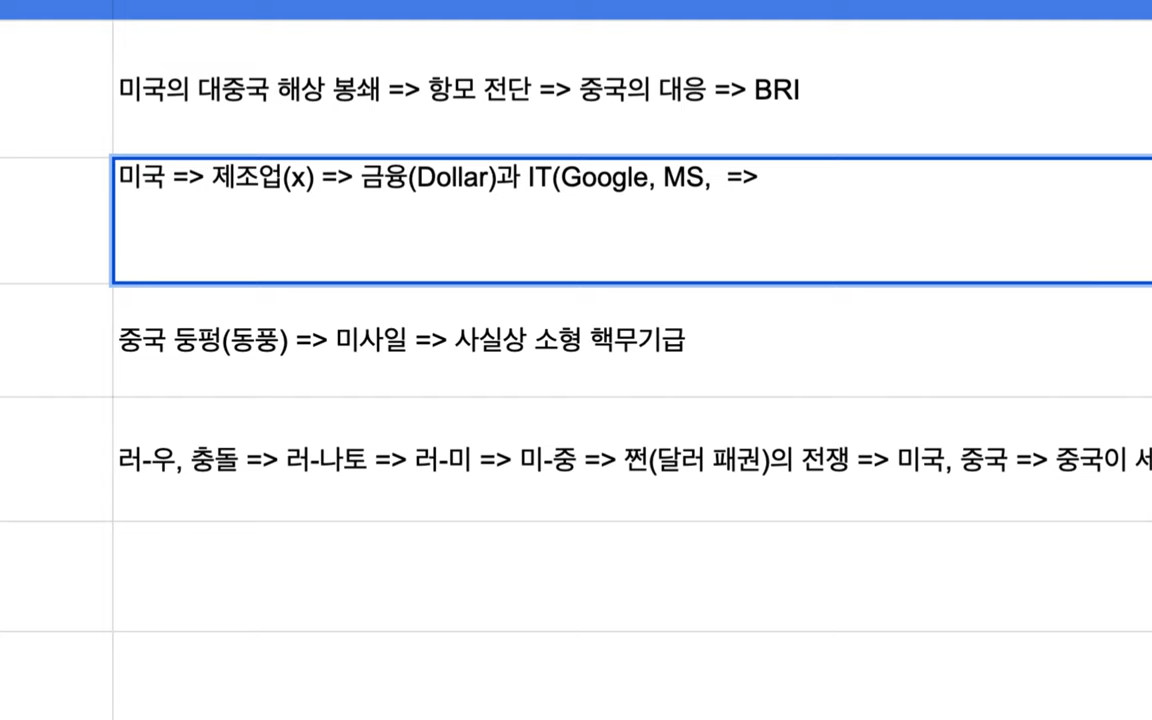 미국의 대중국 해상 봉쇄 => 항모 전단 => 중국의 대응 => BRI
미국 => 제조업(x) => 금융(Dollar)과 IT(Google, MS,  =>
중국 둥펑(동풍) => 미사일 => 사실상 소형 핵무기급
러-우, 충돌 => 러-나토 => 러-미 => 미-중 => 쩐(달러 패권)의 전쟁 => 미국, 중국 => 중국이